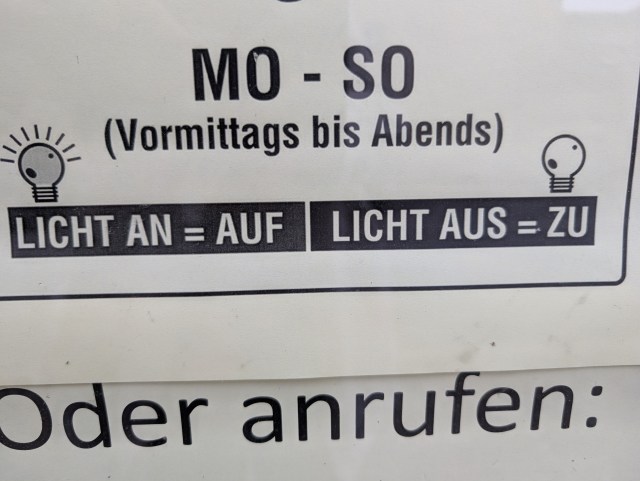 MO - SO
(Vormittags bis Abends)
LICHT AN = AUF
LICHT AUS = ZU
Oder anrufen: